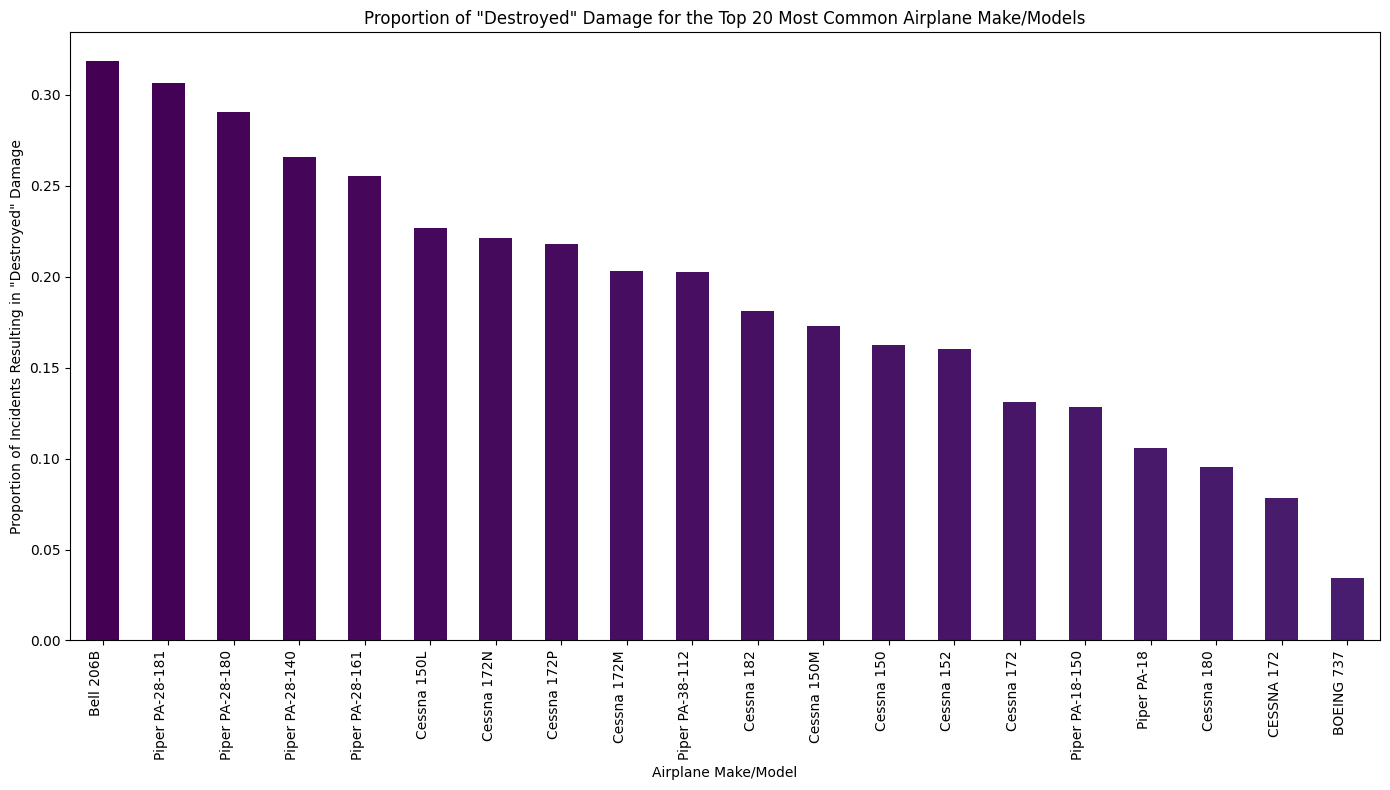 Proportion of "Destroyed" Damage for the Top 20 Most Common Airplane Make/Models
Proportion of Incidents Resulting in "Destroyed" Damage
0.30
0.25
0.20
0.15
0.10
0.05
0.00
Bell 206B
Piper PA-28-181
Piper PA-28-180
Piper PA-28-140
Piper PA-28-161
Cessna 150L
Cessna 172N
Cessna 172P
Cessna 172M
Piper PA-38-112
Cessna 182
Cessna 150M
Cessna 150
Cessna 152
Cessna 172
Piper PA-18-150
Piper PA-18
Cessna 180
CESSNA 172
BOEING 737
Airplane Make/Model